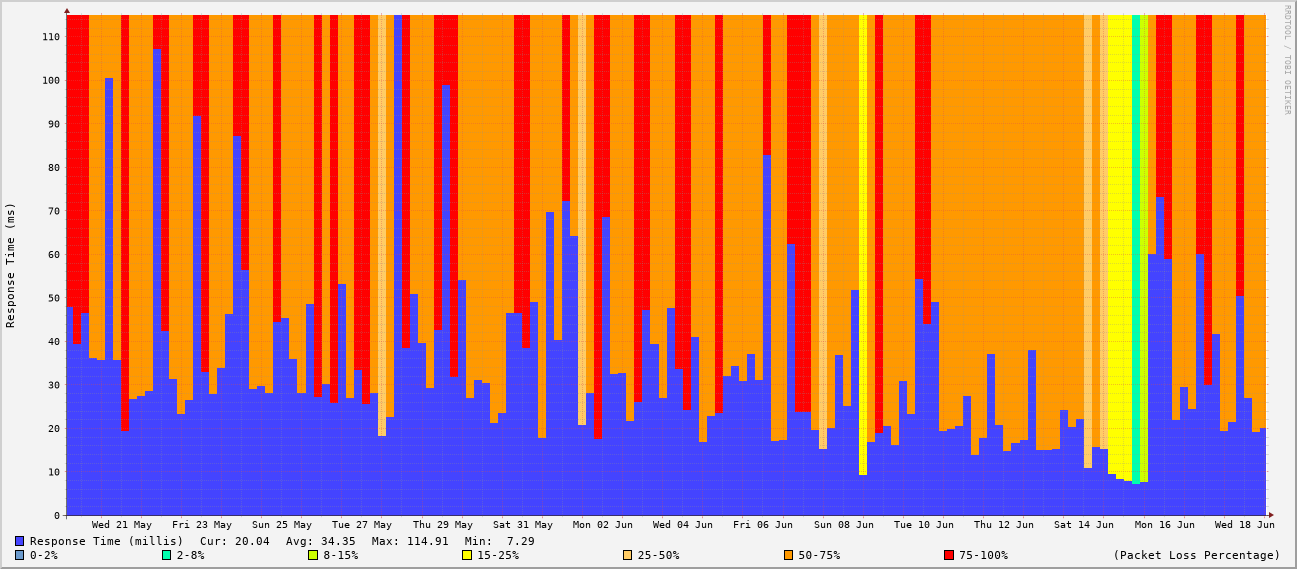 RRDTOOL / TOBI OETIKER
Response Time (ms)
110
100
90
80
70
60
50
40
30
20
10
0
Wed 21 May Fri 23 May Sun 25 May Tue 27 May Thu 29 May Sat 31 May Mon 02 Jun Wed 04 Jun Fri 06 Jun Sun 08 Jun Tue 10 Jun Thu 12 Jun Sat 14 Jun Mon 16 Jun Wed 18 Jun
Response Time (millis) Cur: 20.04 Avg: 34.35 Max: 114.91 Min: 7.29
0-2% 2-8% 8-15% 15-25% 25-50% 50-75% 75-100% (Packet Loss Percentage)